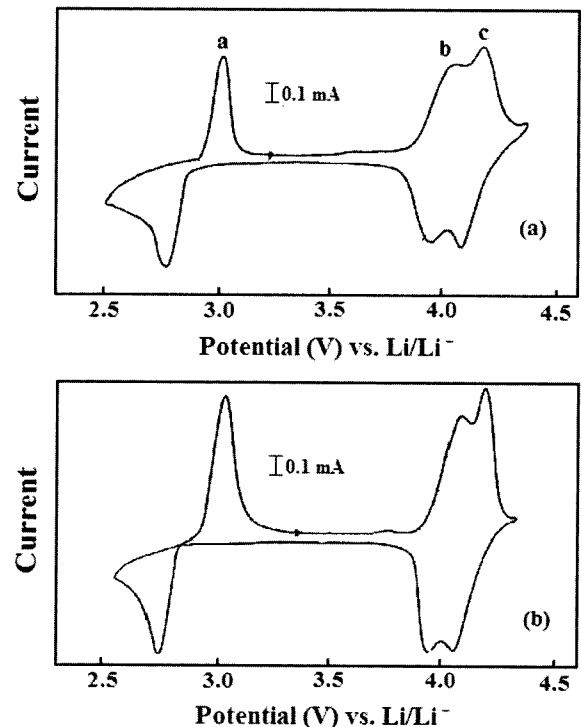 a
b
c
0.1 mA
Current
(a)
2.5 3.0 3.5 4.0 4.5
Potential (V) vs. Li/Li⁻
0.1 mA
Current
(b)
2.5 3.0 3.5 4.0 4.5
Potential (V) vs. Li/Li⁻